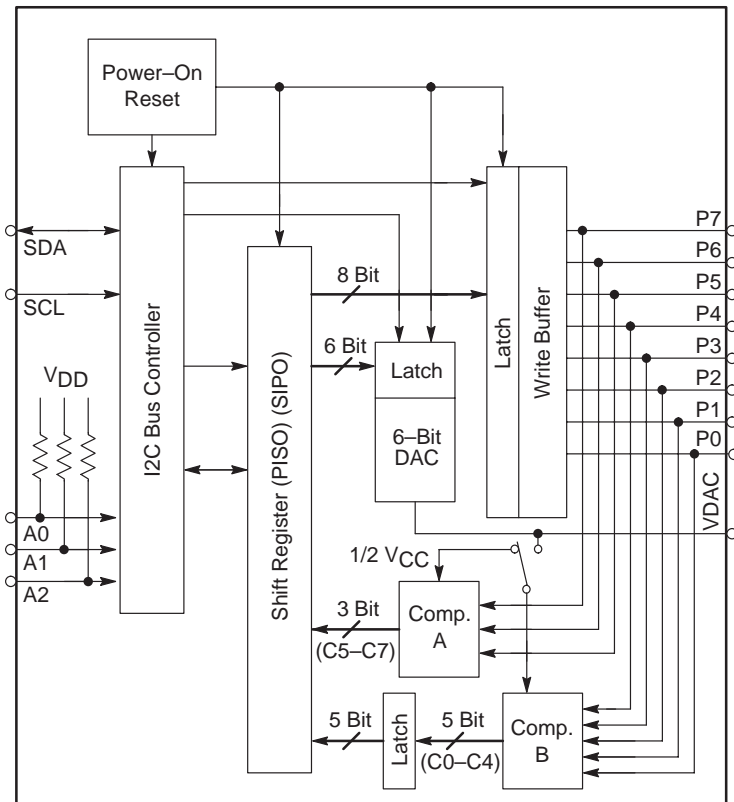 Power–On
Reset
SDA
SCL
VDD
A0
A1
A2
I2C Bus Controller
Shift Register (PISO) (SIPO)
8 Bit
6 Bit
Latch
6–Bit
DAC
Latch
Write Buffer
P7
P6
P5
P4
P3
P2
P1
P0
VDAC
1/2 VCC
3 Bit
(C5–C7)
Comp.
A
5 Bit
Latch
5 Bit
(C0–C4)
Comp.
B